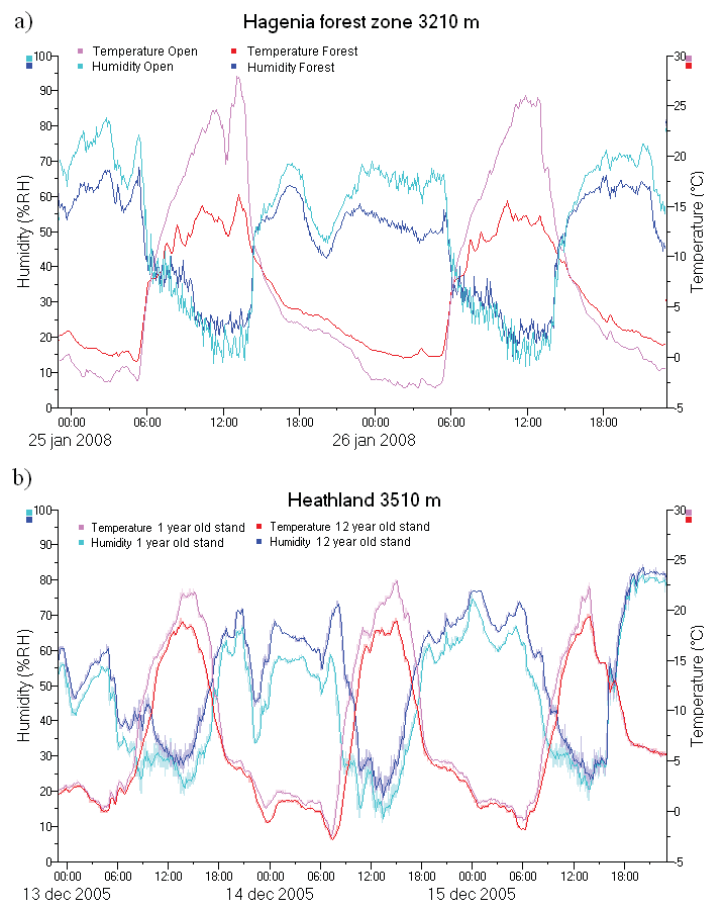 a)
Hagenia forest zone 3210 m
Temperature Open
Temperature Forest
Humidity Open
Humidity Forest
100
90
80
70
60
50
40
30
20
10
0
Humidity (%RH)
30
25
20
15
10
5
0
-5
Temperature (°C)
00:00 06:00 12:00 18:00 00:00 06:00 12:00 18:00
25 jan 2008 26 jan 2008
b)
Heathland 3510 m
Temperature 1 year old stand
Temperature 12 year old stand
Humidity 1 year old stand
Humidity 12 year old stand
100
90
80
70
60
50
40
30
20
10
0
Humidity (%RH)
30
25
20
15
10
5
0
-5
Temperature (°C)
00:00 06:00 12:00 18:00 00:00 06:00 12:00 18:00 00:00 06:00 12:00 18:00
13 dec 2005 14 dec 2005 15 dec 2005